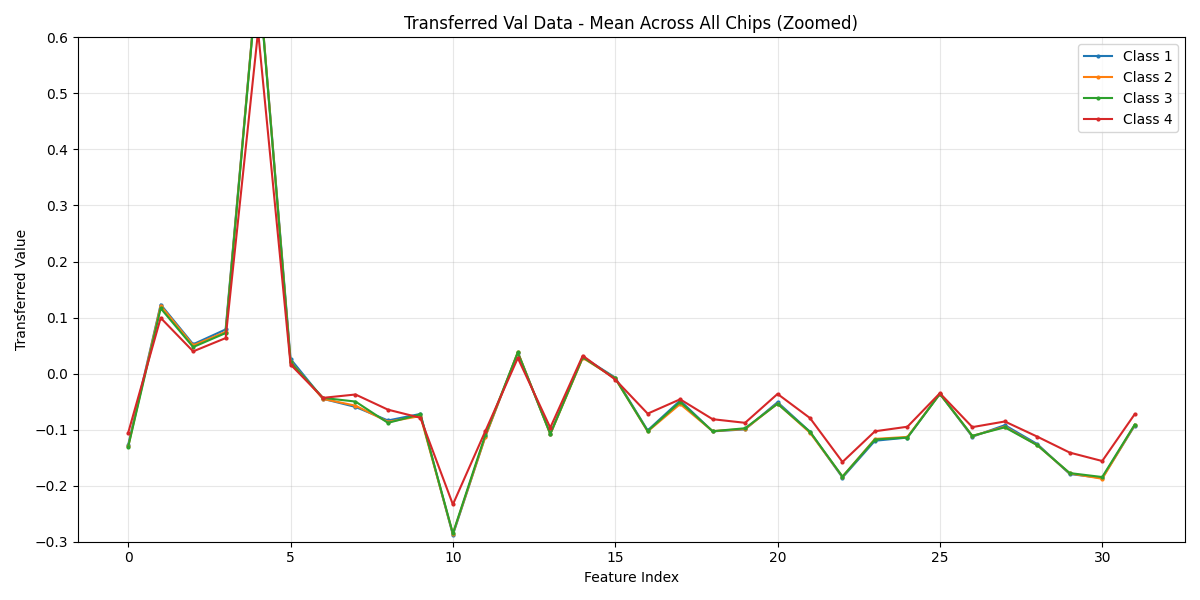 Transferred Val Data - Mean Across All Chips (Zoomed)
Transferred Value
0.6
0.5
0.4
0.3
0.2
0.1
0.0
−0.1
−0.2
−0.3
Class 1
Class 2
Class 3
Class 4
0 5 10 15 20 25 30
Feature Index